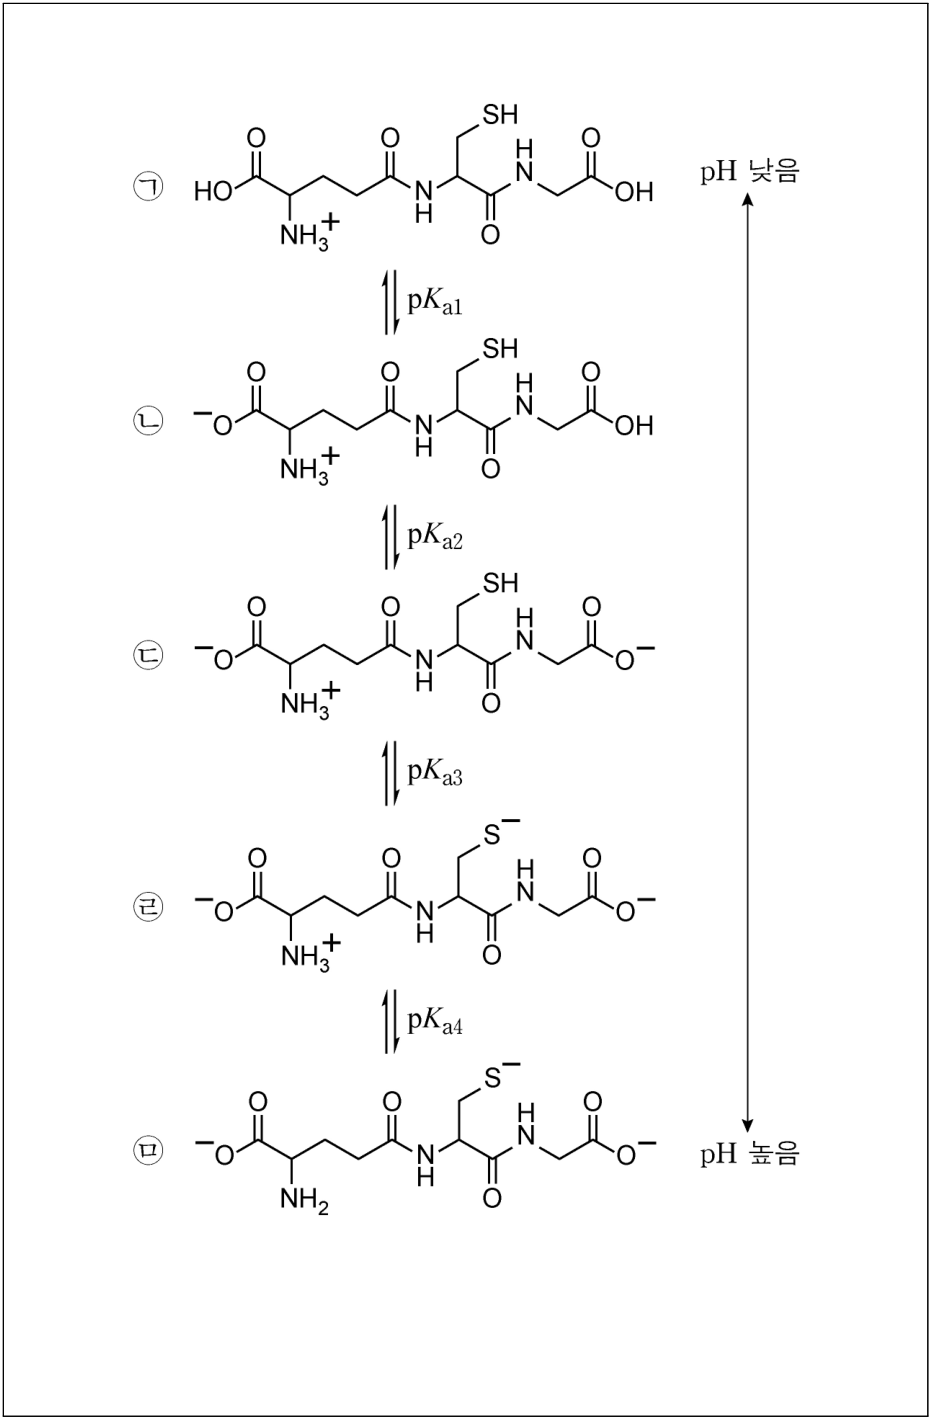 SH
O O H O
㉠ HO N OH pH 낮음
NH₃+ N H O
pKa1
SH
O O H O
㉡ −O N OH
NH₃+ N H O
pKa2
SH
O O H O
㉢ −O N O−
NH₃+ N H O
pKa3
S−
O O H O
㉣ −O N O−
NH₃+ N H O
pKa4
S−
O O H O
㉤ −O N O− pH 높음
NH₂ N H O